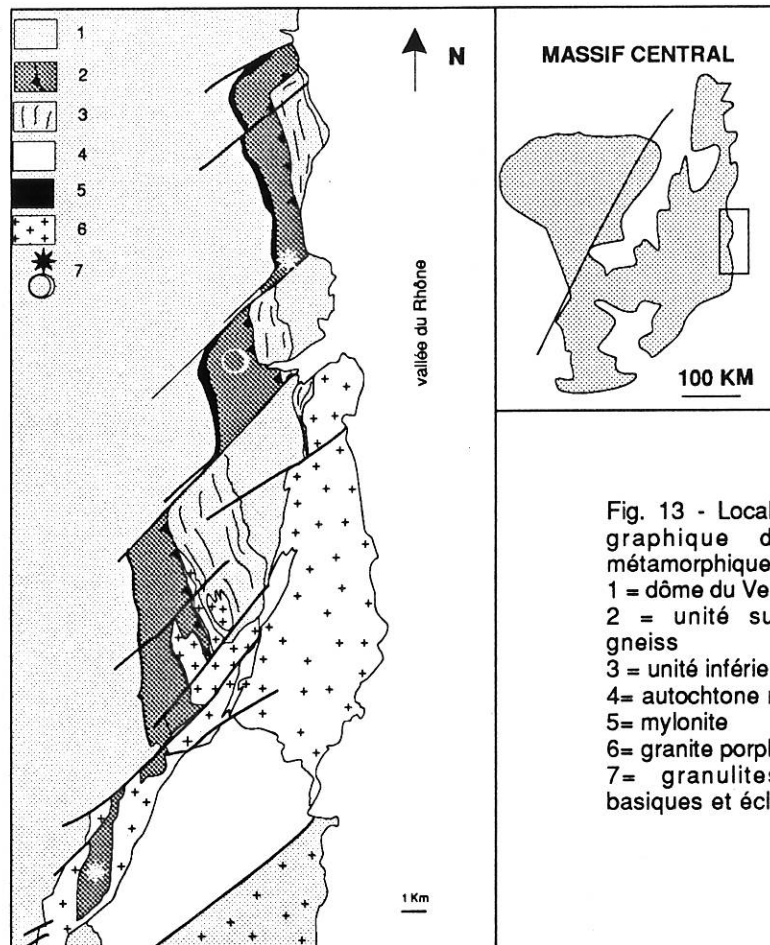 1
2
3
4
5
6
7
N
vallée du Rhône
1 Km
MASSIF CENTRAL
100 KM
Fig. 13 - Local
graphique d
métamorphique
1 = dôme du Ve
2 = unité su
gneiss
3 = unité inférie
4= autochtone
5= mylonite
6= granite porpl
7= granulites
basiques et écl